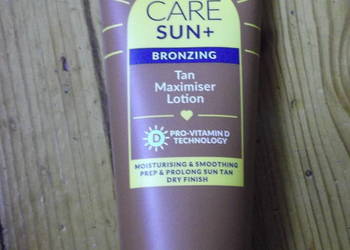 CARE
SUN+
BRONZING
Tan
Maximiser
Lotion
D
PRO-VITAMIN D
TECHNOLOGY
MOISTURISING & SMOOTHING
PREP & PROLONG SUN TAN
DRY FINISH